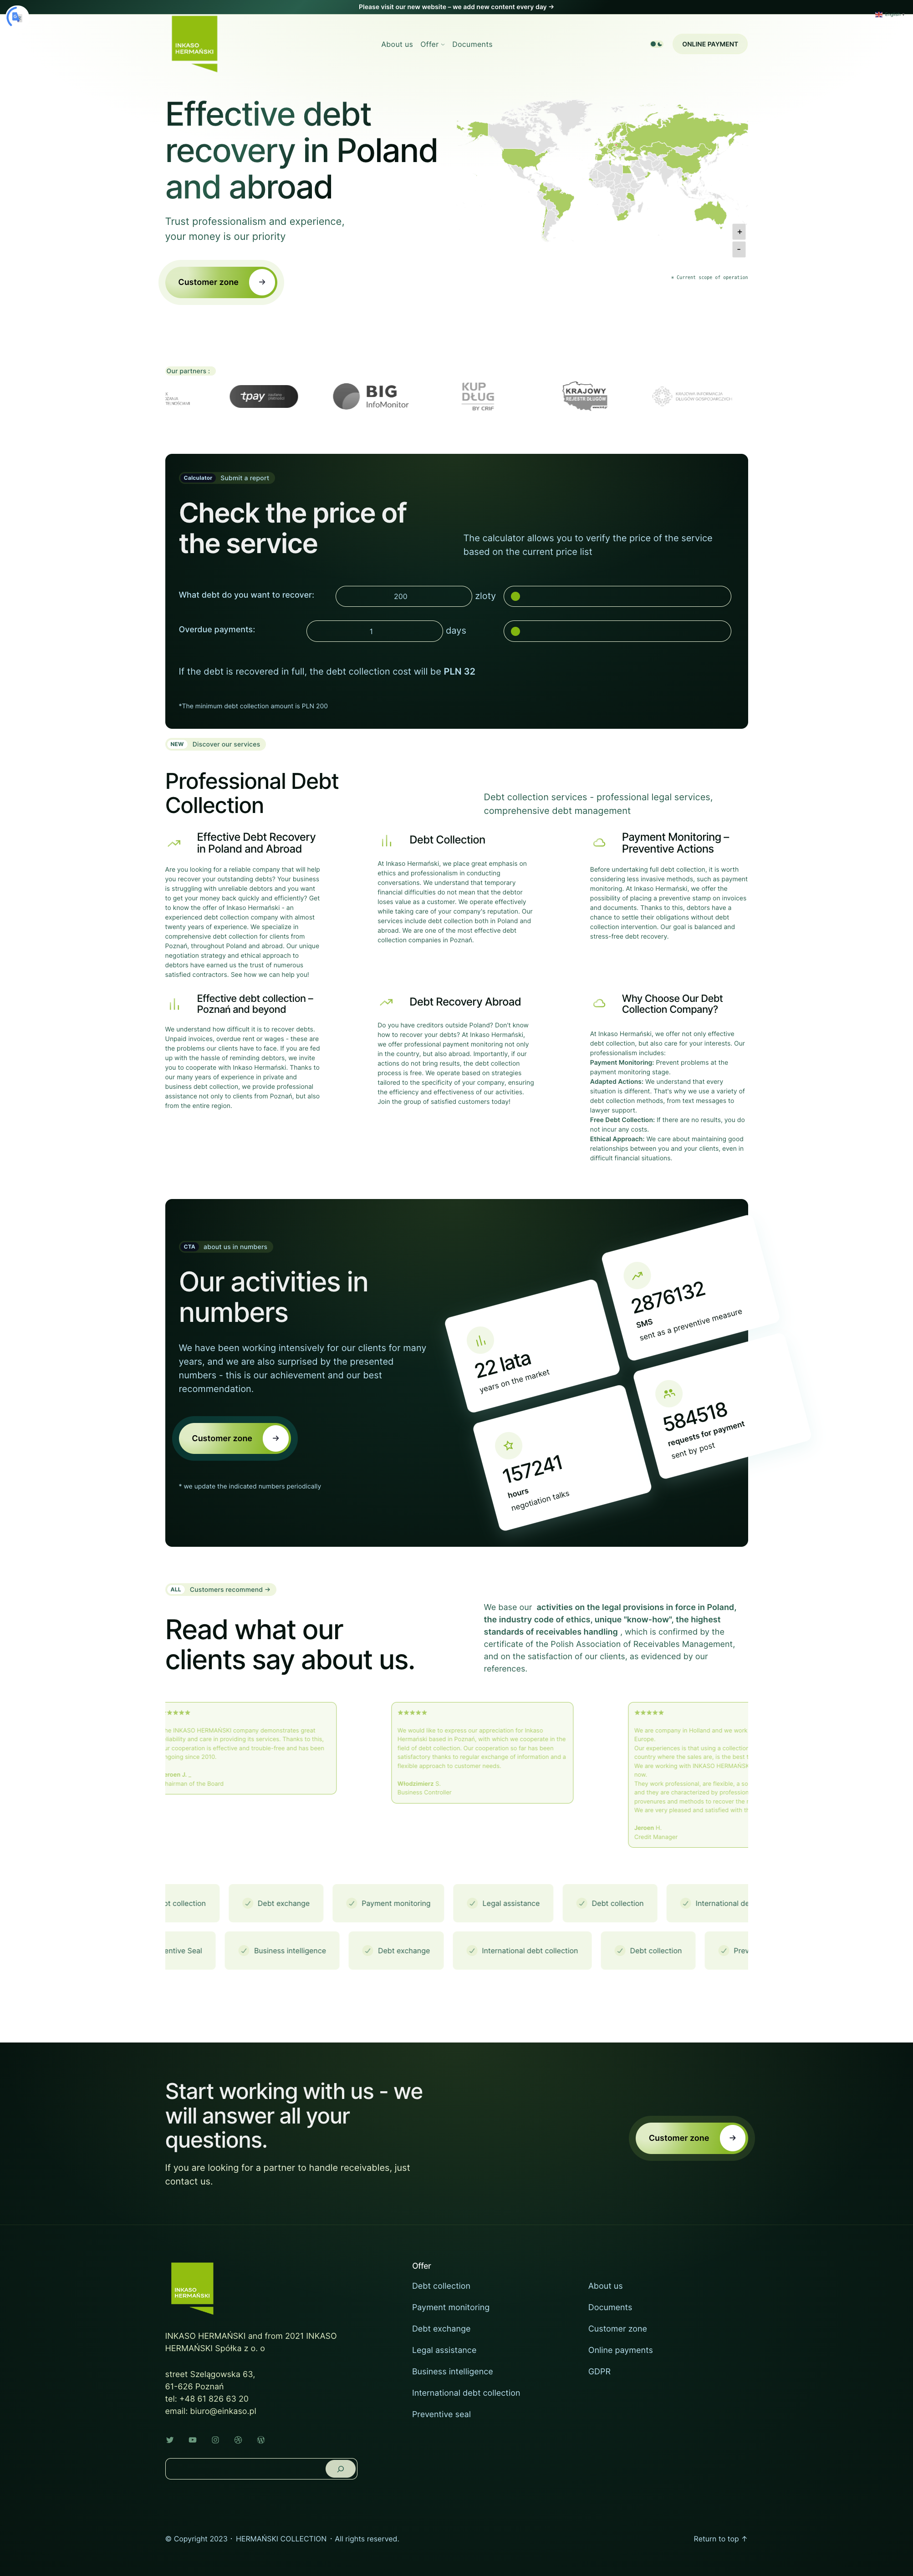 Please visit our new website – we add new content every day →
INKASO
HERMAŃSKI
About us
Offer
Documents
ONLINE PAYMENT
Effective debt
recovery in Poland
and abroad
Trust professionalism and experience,
your money is our priority
Customer zone
+
-
* Current scope of operation
Our partners :
tpay
BIG
InfoMonitor
KUP
DŁUG
BY CRIF
KRAJOWY
REJESTR DŁUGÓW
KRAJOWA INFORMACJA
DŁUGÓW GOSPODARCZYCH
Calculator
Submit a report
Check the price of
the service
The calculator allows you to verify the price of the service
based on the current price list
What debt do you want to recover:
200
zloty
Overdue payments:
1
days
If the debt is recovered in full, the debt collection cost will be PLN 32
*The minimum debt collection amount is PLN 200
NEW
Discover our services
Professional Debt
Collection
Debt collection services - professional legal services,
comprehensive debt management
Effective Debt Recovery
in Poland and Abroad
Are you looking for a reliable company that will help
you recover your outstanding debts? Your business
is struggling with unreliable debtors and you want
to get your money back quickly and efficiently? Get
to know the offer of Inkaso Hermański - an
experienced debt collection company with almost
twenty years of experience. We specialize in
comprehensive debt collection for clients from
Poznań, throughout Poland and abroad. Our unique
negotiation strategy and ethical approach to
debtors have earned us the trust of numerous
satisfied contractors. See how we can help you!
Debt Collection
At Inkaso Hermański, we place great emphasis on
ethics and professionalism in conducting
conversations. We understand that temporary
financial difficulties do not mean that the debtor
loses value as a customer. We operate effectively
while taking care of your company's reputation. Our
services include debt collection both in Poland and
abroad. We are one of the most effective debt
collection companies in Poznań.
Payment Monitoring –
Preventive Actions
Before undertaking full debt collection, it is worth
considering less invasive methods, such as payment
monitoring. At Inkaso Hermański, we offer the
possibility of placing a preventive stamp on invoices
and documents. Thanks to this, debtors have a
chance to settle their obligations without debt
collection intervention. Our goal is balanced and
stress-free debt recovery.
Effective debt collection –
Poznań and beyond
We understand how difficult it is to recover debts.
Unpaid invoices, overdue rent or wages - these are
the problems our clients have to face. If you are fed
up with the hassle of reminding debtors, we invite
you to cooperate with Inkaso Hermański. Thanks to
our many years of experience in private and
business debt collection, we provide professional
assistance not only to clients from Poznań, but also
from the entire region.
Debt Recovery Abroad
Do you have creditors outside Poland? Don't know
how to recover your debts? At Inkaso Hermański,
we offer professional payment monitoring not only
in the country, but also abroad. Importantly, if our
actions do not bring results, the debt collection
process is free. We operate based on strategies
tailored to the specificity of your company, ensuring
the efficiency and effectiveness of our activities.
Join the group of satisfied customers today!
Why Choose Our Debt
Collection Company?
At Inkaso Hermański, we offer not only effective
debt collection, but also care for your interests. Our
professionalism includes:
Payment Monitoring: Prevent problems at the
payment monitoring stage.
Adapted Actions: We understand that every
situation is different. That's why we use a variety of
debt collection methods, from text messages to
lawyer support.
Free Debt Collection: If there are no results, you do
not incur any costs.
Ethical Approach: We care about maintaining good
relationships between you and your clients, even in
difficult financial situations.
CTA
about us in numbers
Our activities in
numbers
We have been working intensively for our clients for many
years, and we are also surprised by the presented
numbers - this is our achievement and our best
recommendation.
Customer zone
* we update the indicated numbers periodically
22 lata
years on the market
2876132
SMS
sent as a preventive measure
157241
hours
negotiation talks
584518
requests for payment
sent by post
ALL
Customers recommend →
Read what our
clients say about us.
We base our activities on the legal provisions in force in Poland,
the industry code of ethics, unique "know-how", the highest
standards of receivables handling , which is confirmed by the
certificate of the Polish Association of Receivables Management,
and on the satisfaction of our clients, as evidenced by our
references.
INKASO HERMAŃSKI company demonstrates great
and care in providing its services. Thanks to this,
cooperation is effective and trouble-free and has been
since 2010.
J. ..
of the Board
We would like to express our appreciation for Inkaso
Hermański based in Poznań, with which we cooperate in the
field of debt collection. Our cooperation so far has been
satisfactory thanks to regular exchange of information and a
flexible approach to customer needs.
Włodzimierz S.
Business Controller
We are company in Holland and we work
Europe.
Our experiences is that using a collection
country where the sales are, is the best
We are working with INKASO HERMAŃSKI
now.
They work professional, are flexible, a
and they are characterized by
and methods to recover the
We are very pleased and satisfied with
Jeroen H.
Credit Manager
collection
Debt exchange
Payment monitoring
Legal assistance
Debt collection
International
Seal
Business intelligence
Debt exchange
International debt collection
Debt collection
Start working with us - we
will answer all your
questions.
If you are looking for a partner to handle receivables, just
contact us.
Customer zone
INKASO
HERMAŃSKI
INKASO HERMAŃSKI and from 2021 INKASO
HERMAŃSKI Spółka z o. o
street Szelągowska 63,
61-626 Poznań
tel: +48 61 826 63 20
email: biuro@einkaso.pl
Offer
Debt collection
Payment monitoring
Debt exchange
Legal assistance
Business intelligence
International debt collection
Preventive seal
About us
Documents
Customer zone
Online payments
GDPR
© Copyright 2023 · HERMAŃSKI COLLECTION · All rights reserved.
Return to top ↑